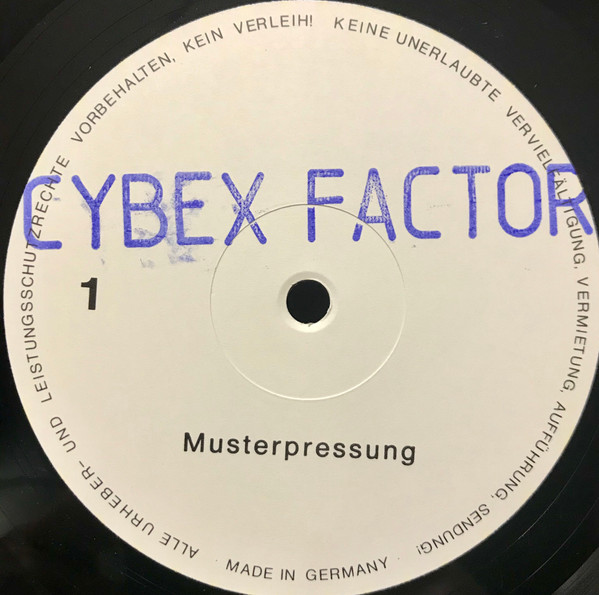 ALLE URHEBER- UND LEISTUNGSSCHUTZRECHTE VORBEHALTEN, KEIN VERLEIH! KEINE UNERLAUBTE VERVIELFÄLTIGUNG, VERMIETUNG, AUFFÜHRUNG, SENDUNG!
CYBEX FACTOR
1
Musterpressung
· MADE IN GERMANY ·